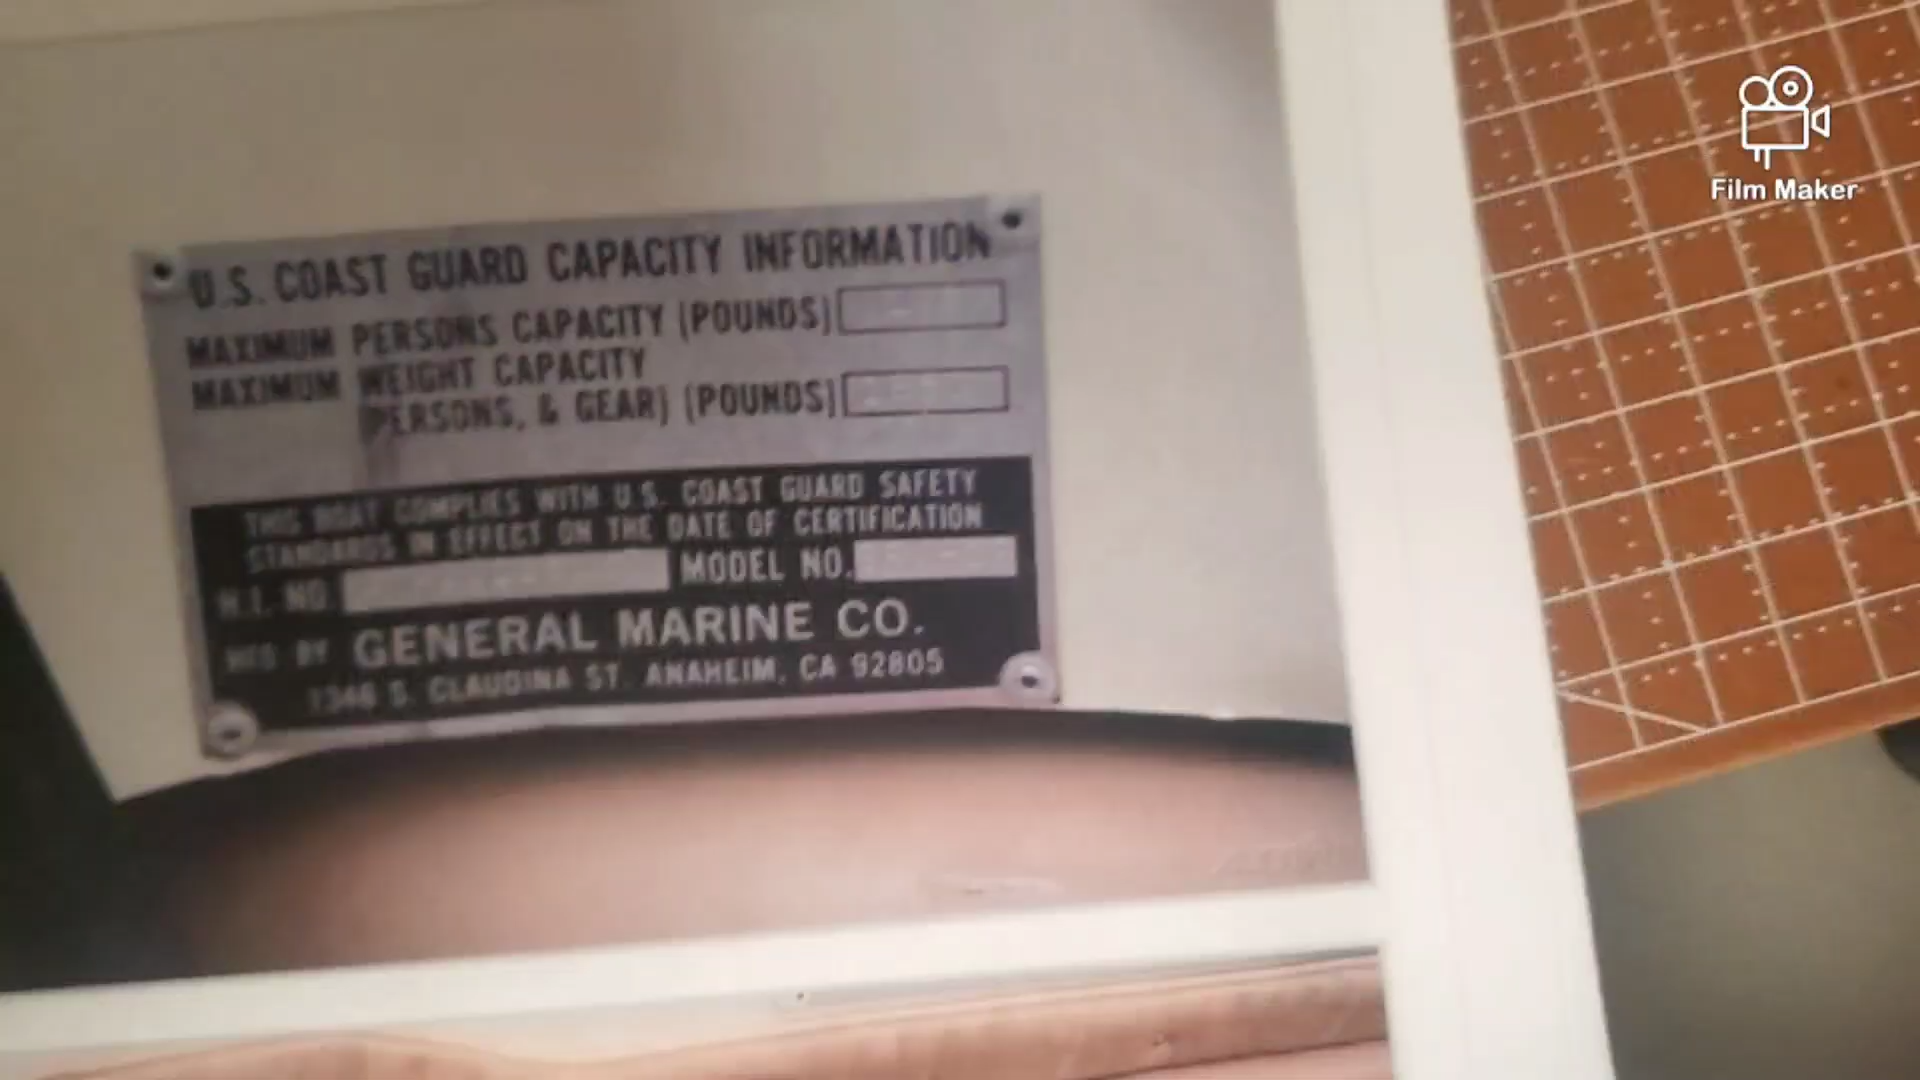 Film Maker
U.S. COAST GUARD CAPACITY INFORMATION
MAXIMUM PERSONS CAPACITY (POUNDS)
MAXIMUM WEIGHT CAPACITY
(PERSONS, & GEAR) (POUNDS)
THIS BOAT COMPLIES WITH U.S. COAST GUARD SAFETY
STANDARDS IN EFFECT ON THE DATE OF CERTIFICATION
H.I. NO. MODEL NO.
MFG BY GENERAL MARINE CO.
1346 S. CLAUDINA ST. ANAHEIM, CA 92805